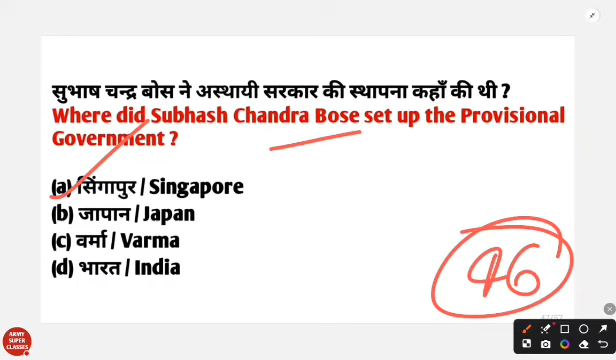 सुभाष चन्द्र बोस ने अस्थायी सरकार की स्थापना कहाँ की थी ?
Where did Subhash Chandra Bose set up the Provisional
Government ?
(a) सिंगापुर / Singapore
(b) जापान / Japan
(c) वर्मा / Varma
(d) भारत / India
46
ARMY
SUPER
CLASSES